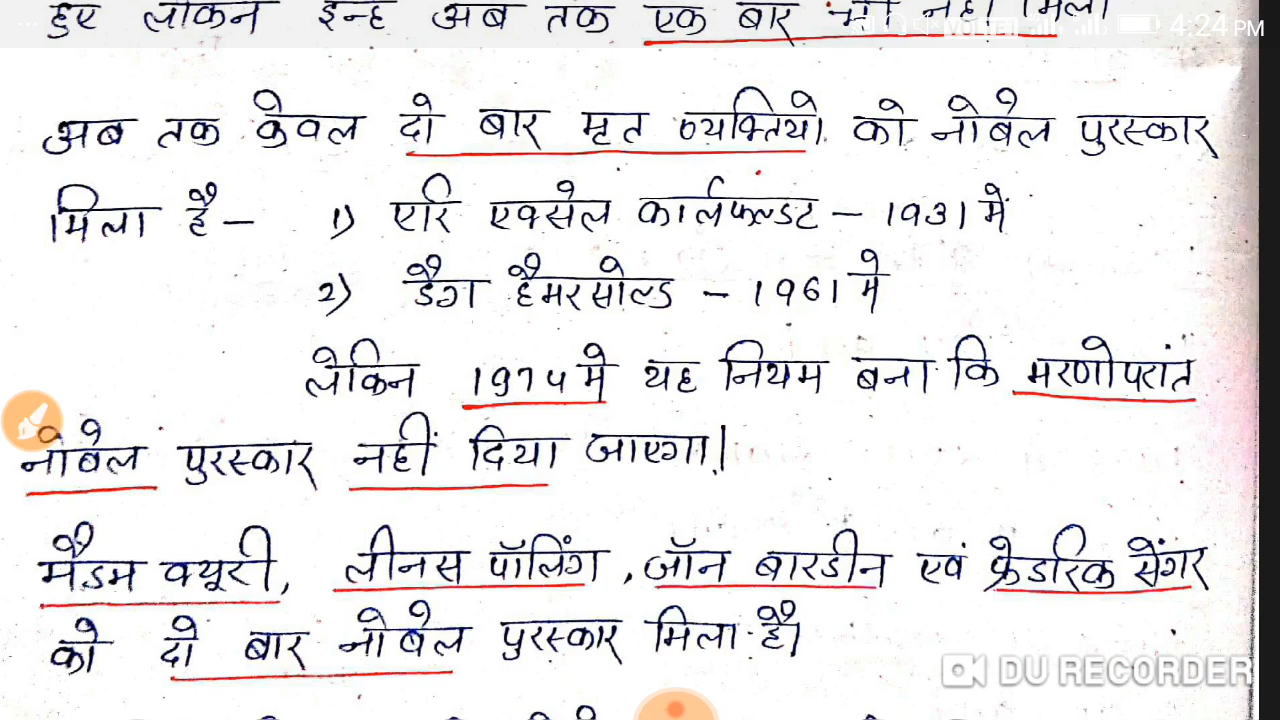 4:24 PM
हुए लेकिन इन्हे अब तक एक बार भी नही मिला
अब तक केवल दो बार मृत व्यक्तियो को नोबेल पुरस्कार
मिला है – 1) एरि एक्सेल कार्लफल्डट – 1931 में
2) डैग हैमरसोल्ड – 1961 मे
लेकिन 1974 मे यह नियम बना कि मरणोपरांत
नोबेल पुरस्कार नहीं दिया जाएगा।
मैडम क्यूरी, लीनस पॉलिंग, जॉन बारडीन एवं फ्रेडरिक सेंगर
को दो बार नोबेल पुरस्कार मिला है।
DU RECORDER